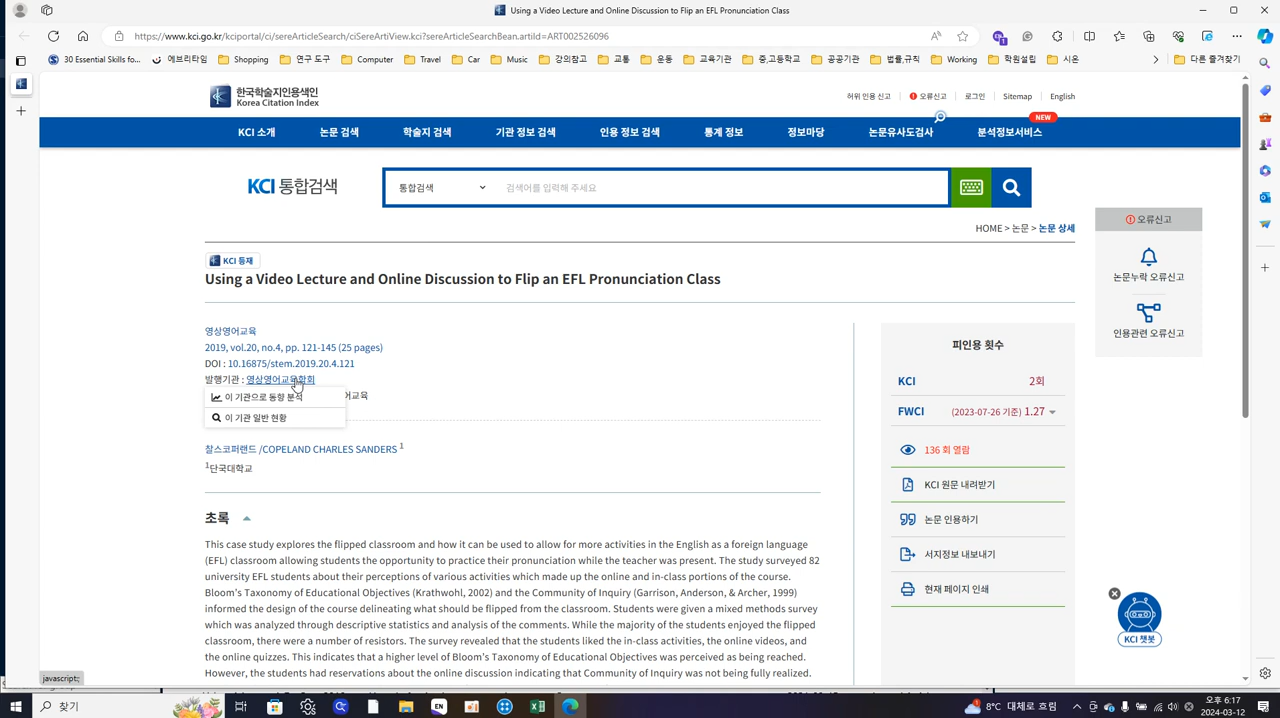 Using a Video Lecture and Online Discussion to Flip an EFL Pronunciation Class
https://www.kci.go.kr/kciportal/ci/sereArticleSearch/ciSereArtiView.kci?sereArticleSearchBean.artiId=ART002526096
30 Essential Skills fo...
에브리타임
Shopping
연구 도구
Computer
Travel
Car
Music
강의참고
교통
운동
교육기관
중,고등학교
공공기관
법률,규칙
Working
학원설립
시온
다른 즐겨찾기
한국학술지인용색인
Korea Citation Index
허위 인용 신고
오류신고
로그인
Sitemap
English
KCI 소개
논문 검색
학술지 검색
기관 정보 검색
인용 정보 검색
통계 정보
정보마당
논문유사도검사
분석정보서비스
NEW
KCI 통합검색
통합검색
검색어를 입력해 주세요
HOME > 논문 > 논문 상세
오류신고
논문누락 오류신고
인용관련 오류신고
KCI 등재
Using a Video Lecture and Online Discussion to Flip an EFL Pronunciation Class
영상영어교육
2019, vol.20, no.4, pp. 121-145 (25 pages)
DOI : 10.16875/stem.2019.20.4.121
발행기관 : 영상영어교육학회
어교육
이 기관으로 동향 분석
이 기관 일반 현황
찰스코퍼랜드 /COPELAND CHARLES SANDERS 1
1단국대학교
피인용 횟수
KCI 2회
FWCI (2023-07-26 기준) 1.27
136 회 열람
KCI 원문 내려받기
논문 인용하기
서지정보 내보내기
현재 페이지 인쇄
초록
This case study explores the flipped classroom and how it can be used to allow for more activities in the English as a foreign language
(EFL) classroom allowing students the opportunity to practice their pronunciation while the teacher was present. The study surveyed 82
university EFL students about their perceptions of various activities which made up the online and in-class portions of the course.
Bloom's Taxonomy of Educational Objectives (Krathwohl, 2002) and the Community of Inquiry (Garrison, Anderson, & Archer, 1999)
informed the design of the course delineating what should be flipped from the classroom. Students were given a mixed methods survey
which was analyzed through descriptive statistics and analysis of the comments. While the majority of the students enjoyed the flipped
classroom, there were a number of resistors. The survey revealed that the students liked the in-class activities, the online videos, and
the online quizzes. This indicates that a higher level of Bloom's Taxonomy of Educational Objectives was perceived as being reached.
However, the students had reservations about the online discussion indicating that Community of Inquiry was not being fully realized.
KCI 챗봇
javascript:;
찾기
EN
8°C 대체로 흐림
오후 6:17
2024-03-12